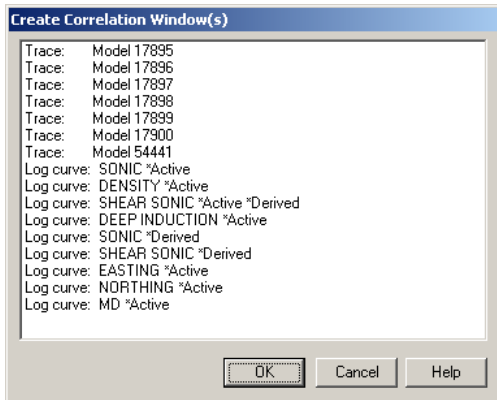 Create Correlation Window(s)
Trace: Model 17895
Trace: Model 17896
Trace: Model 17897
Trace: Model 17898
Trace: Model 17899
Trace: Model 17900
Trace: Model 54441
Log curve: SONIC *Active
Log curve: DENSITY *Active
Log curve: SHEAR SONIC *Active *Derived
Log curve: DEEP INDUCTION *Active
Log curve: SONIC *Derived
Log curve: SHEAR SONIC *Derived
Log curve: EASTING *Active
Log curve: NORTHING *Active
Log curve: MD *Active
OK Cancel Help